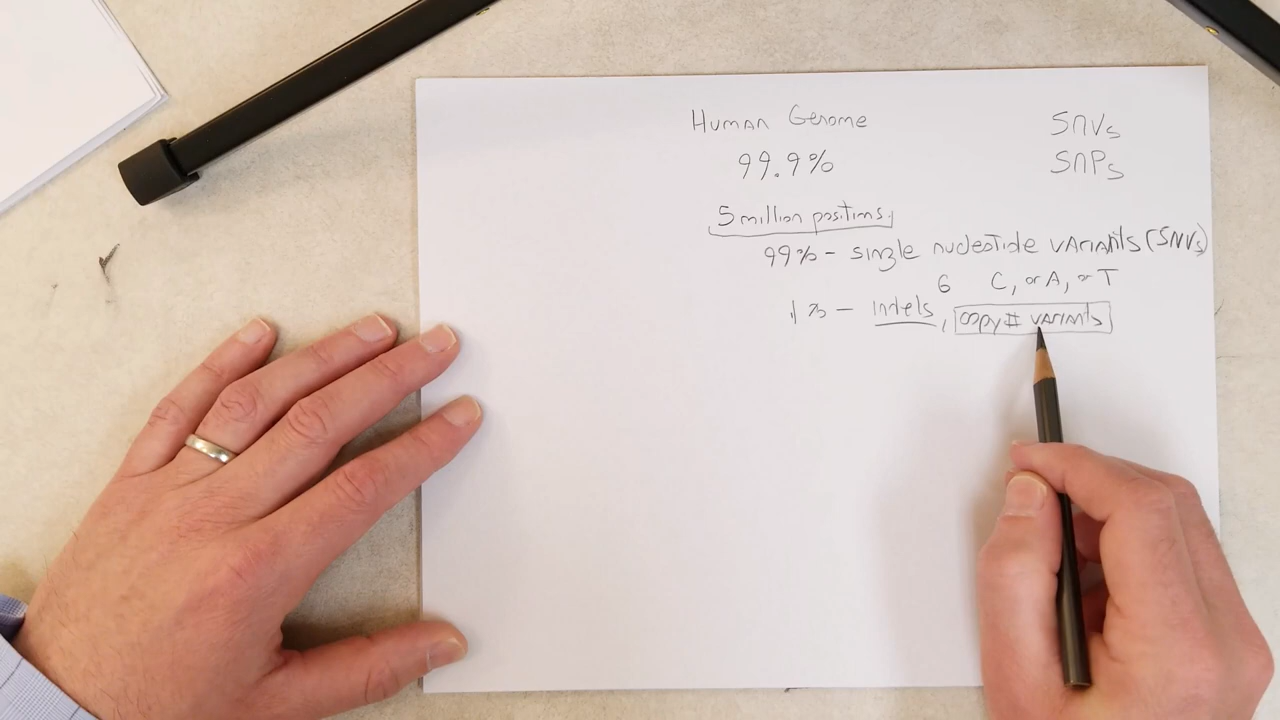 Human Genome
SNVs
99.9%
SNPs
5 million positions
99% - single nucleotide variants (SNVs)
G C, or A, or T
1% - indels, copy # variants